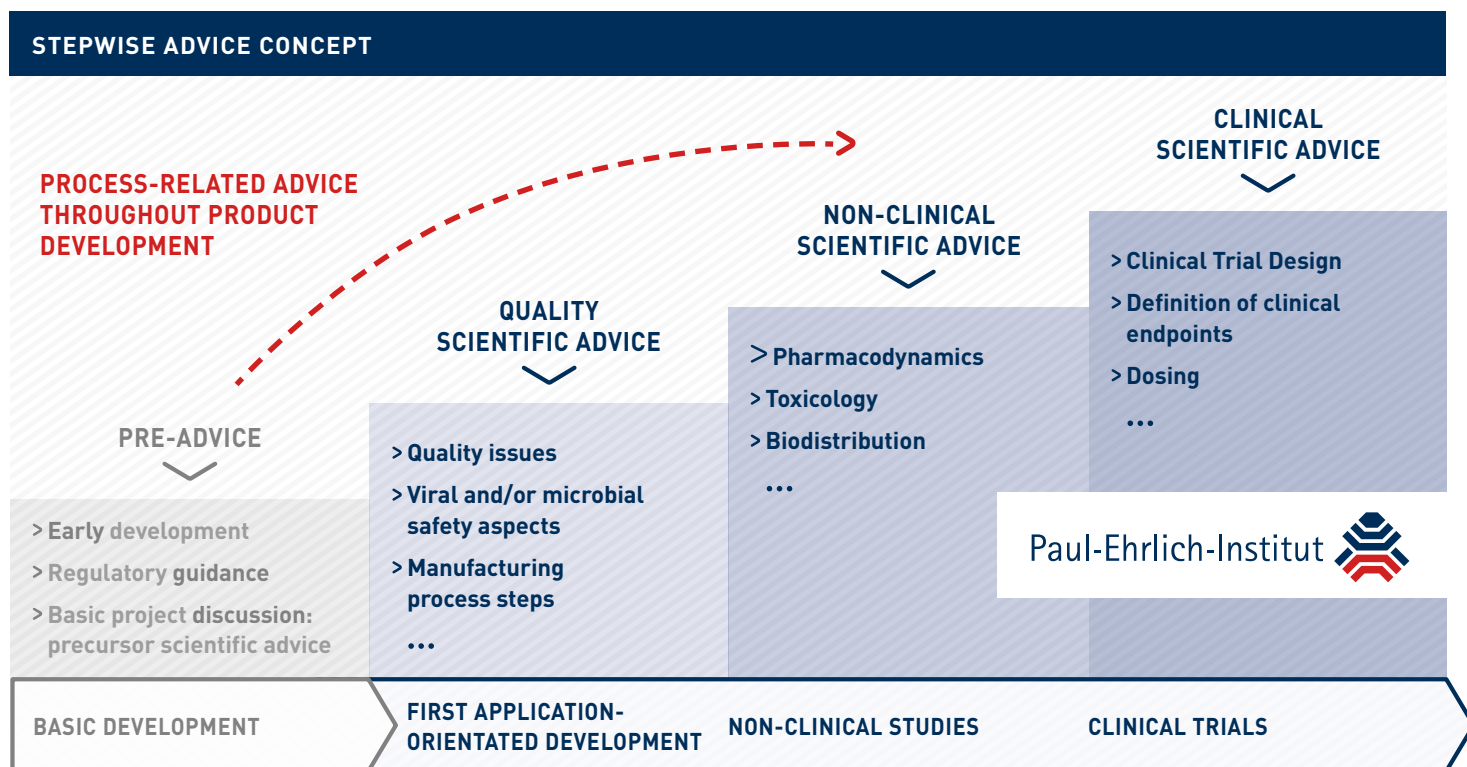 STEPWISE ADVICE CONCEPT
PROCESS-RELATED ADVICE
THROUGHOUT PRODUCT
DEVELOPMENT
PRE-ADVICE
> Early development
> Regulatory guidance
> Basic project discussion:
precursor scientific advice
QUALITY
SCIENTIFIC ADVICE
> Quality issues
> Viral and/or microbial
safety aspects
> Manufacturing
process steps
...
NON-CLINICAL
SCIENTIFIC ADVICE
> Pharmacodynamics
> Toxicology
> Biodistribution
...
CLINICAL
SCIENTIFIC ADVICE
> Clinical Trial Design
> Definition of clinical
endpoints
> Dosing
...
Paul-Ehrlich-Institut
BASIC DEVELOPMENT
FIRST APPLICATION-
ORIENTATED DEVELOPMENT
NON-CLINICAL STUDIES
CLINICAL TRIALS